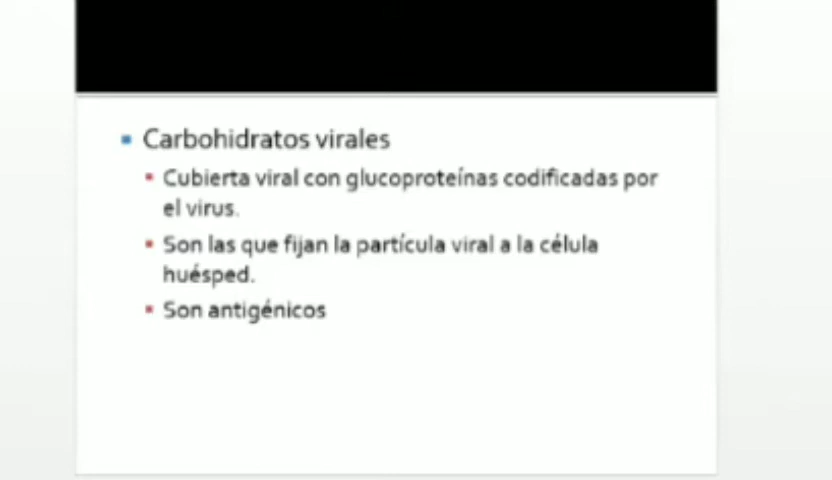 Carbohidratos virales
Cubierta viral con glucoproteínas codificadas por
el virus.
Son las que fijan la partícula viral a la célula
huésped.
Son antigénicos